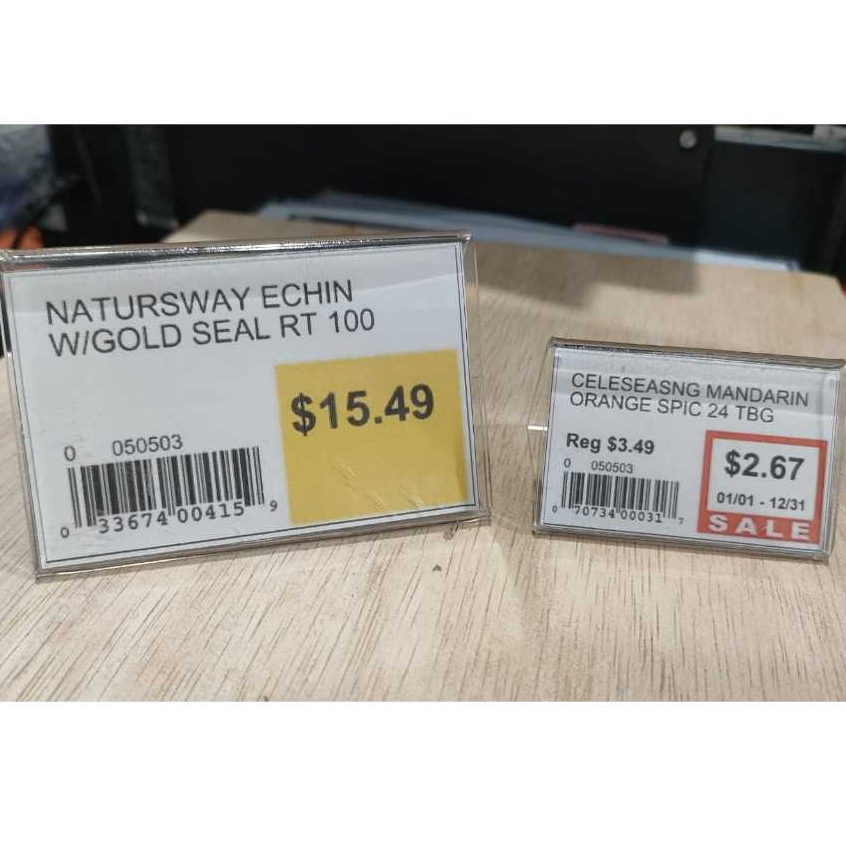 NATURSWAY ECHIN
W/GOLD SEAL RT 100
$15.49
0 050503
0 33674 00415 9
CELESEASNG MANDARIN
ORANGE SPIC 24 TBG
Reg $3.49
$2.67
0 050503
01/01 - 12/31
0 70734 00031 7
SALE